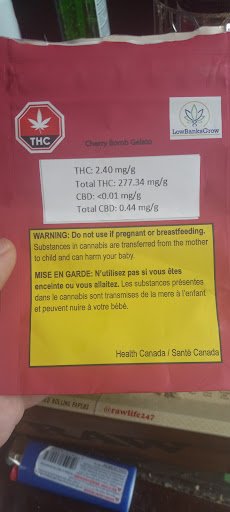 THC
LowBanksGrow
Cherry Bomb Gelato
THC: 2.40 mg/g
Total THC: 277.34 mg/g
CBD: <0.01 mg/g
Total CBD: 0.44 mg/g
WARNING: Do not use if pregnant or breastfeeding.
Substances in cannabis are transferred from the mother
to child and can harm your baby.
MISE EN GARDE: N'utilisez pas si vous êtes
enceinte ou vous allaitez. Les substances présentes
dans le cannabis sont transmises de la mere à l'enfant
et peuvent nuire à votre bébé.
Health Canada / Santé Canada
ROLLING PAPERS
@rawlife247